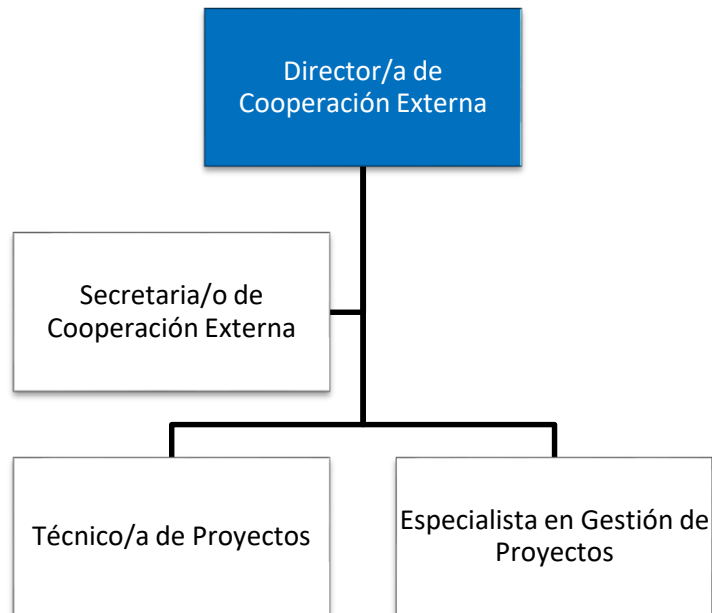 Director/a de
Cooperación Externa
Secretaria/o de
Cooperación Externa
Técnico/a de Proyectos
Especialista en Gestión de
Proyectos